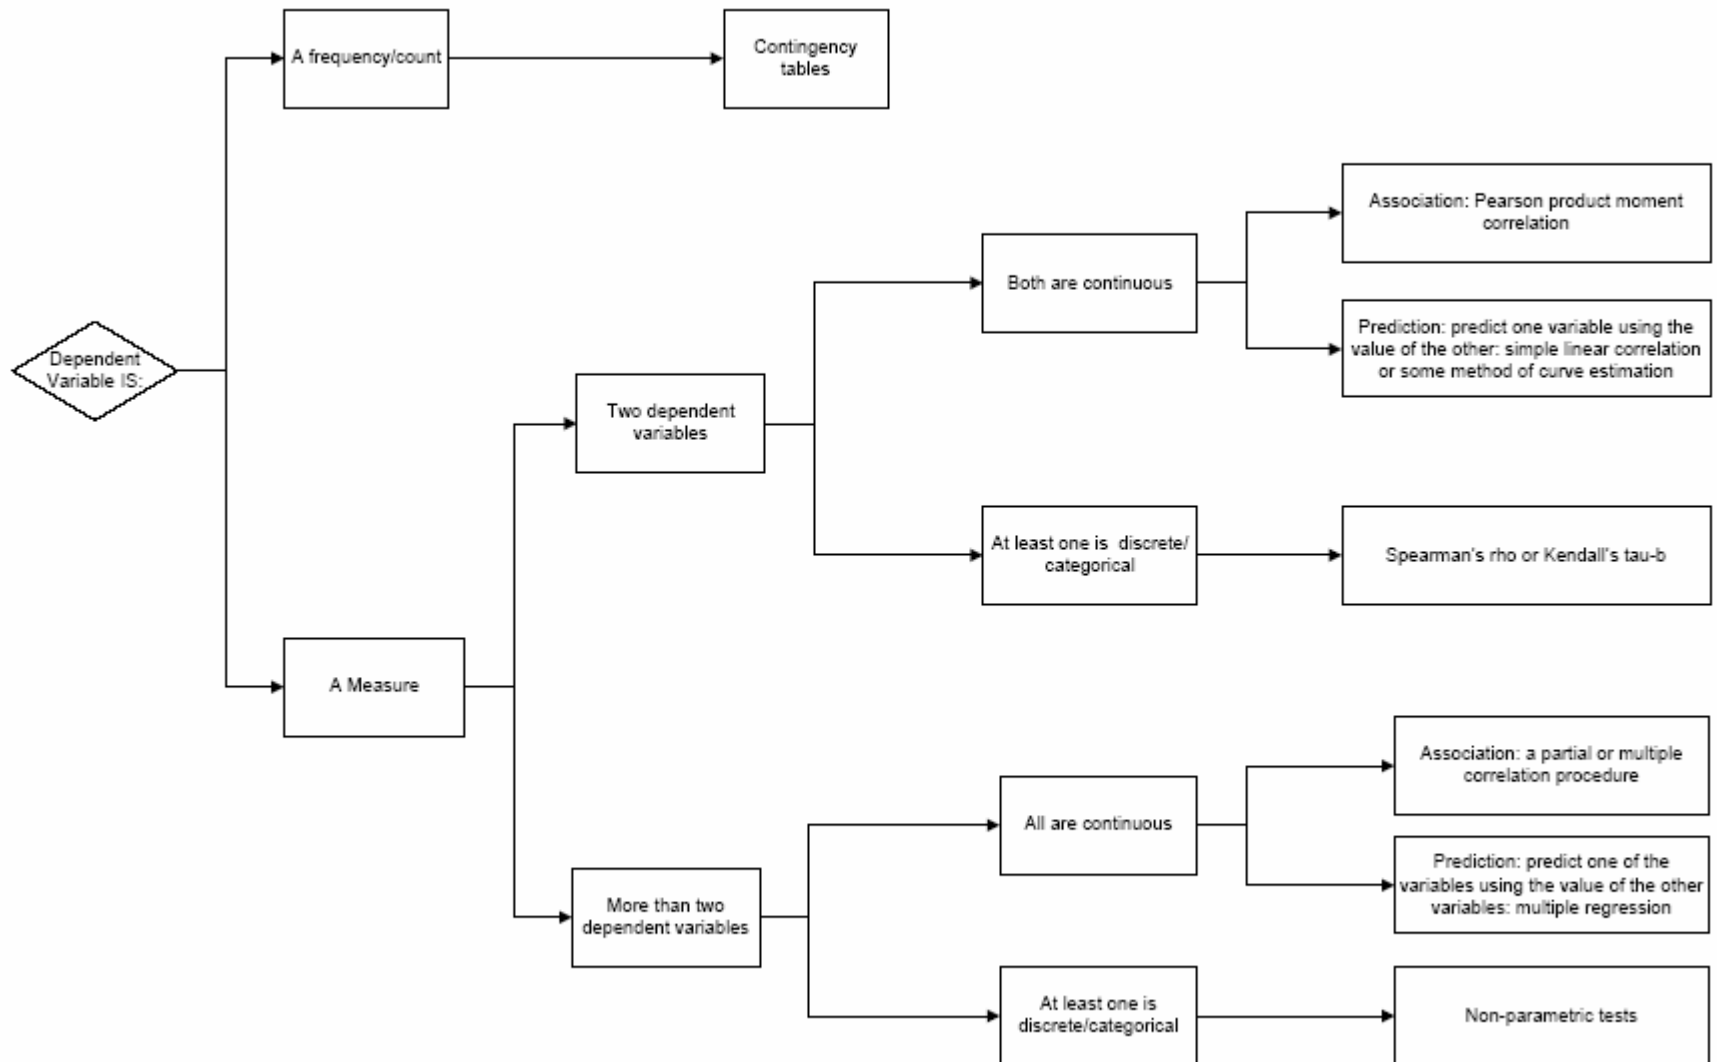 A frequency/count
Contingency
tables
Association: Pearson product moment
correlation
Both are continuous
Prediction: predict one variable using the
value of the other: simple linear correlation
or some method of curve estimation
Dependent
Variable IS:
Two dependent
variables
At least one is discrete/
categorical
Spearman's rho or Kendall's tau-b
A Measure
Association: a partial or multiple
correlation procedure
All are continuous
Prediction: predict one of the
variables using the value of the other
variables: multiple regression
More than two
dependent variables
At least one is
discrete/categorical
Non-parametric tests